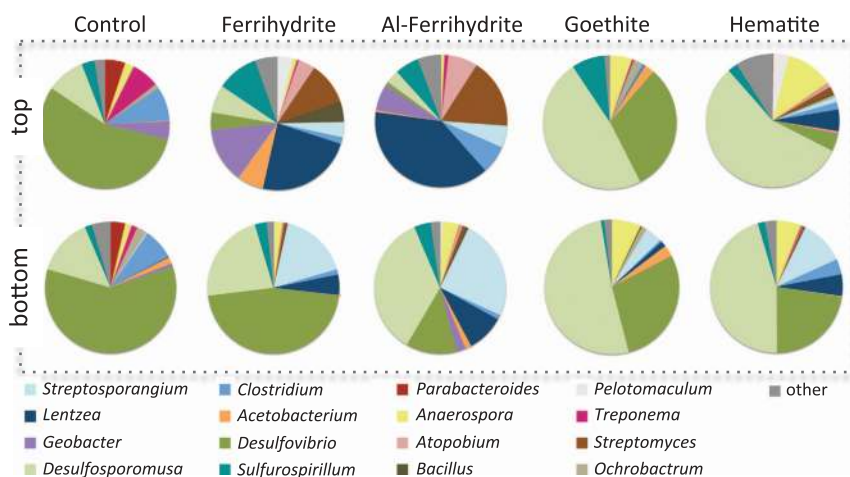 Control Ferrihydrite Al-Ferrihydrite Goethite Hematite
top
bottom
Streptosporangium Clostridium Parabacteroides Pelotomaculum other
Lentzea Acetobacterium Anaerospora Treponema
Geobacter Desulfovibrio Atopobium Streptomyces
Desulfosporomusa Sulfurospirillum Bacillus Ochrobactrum